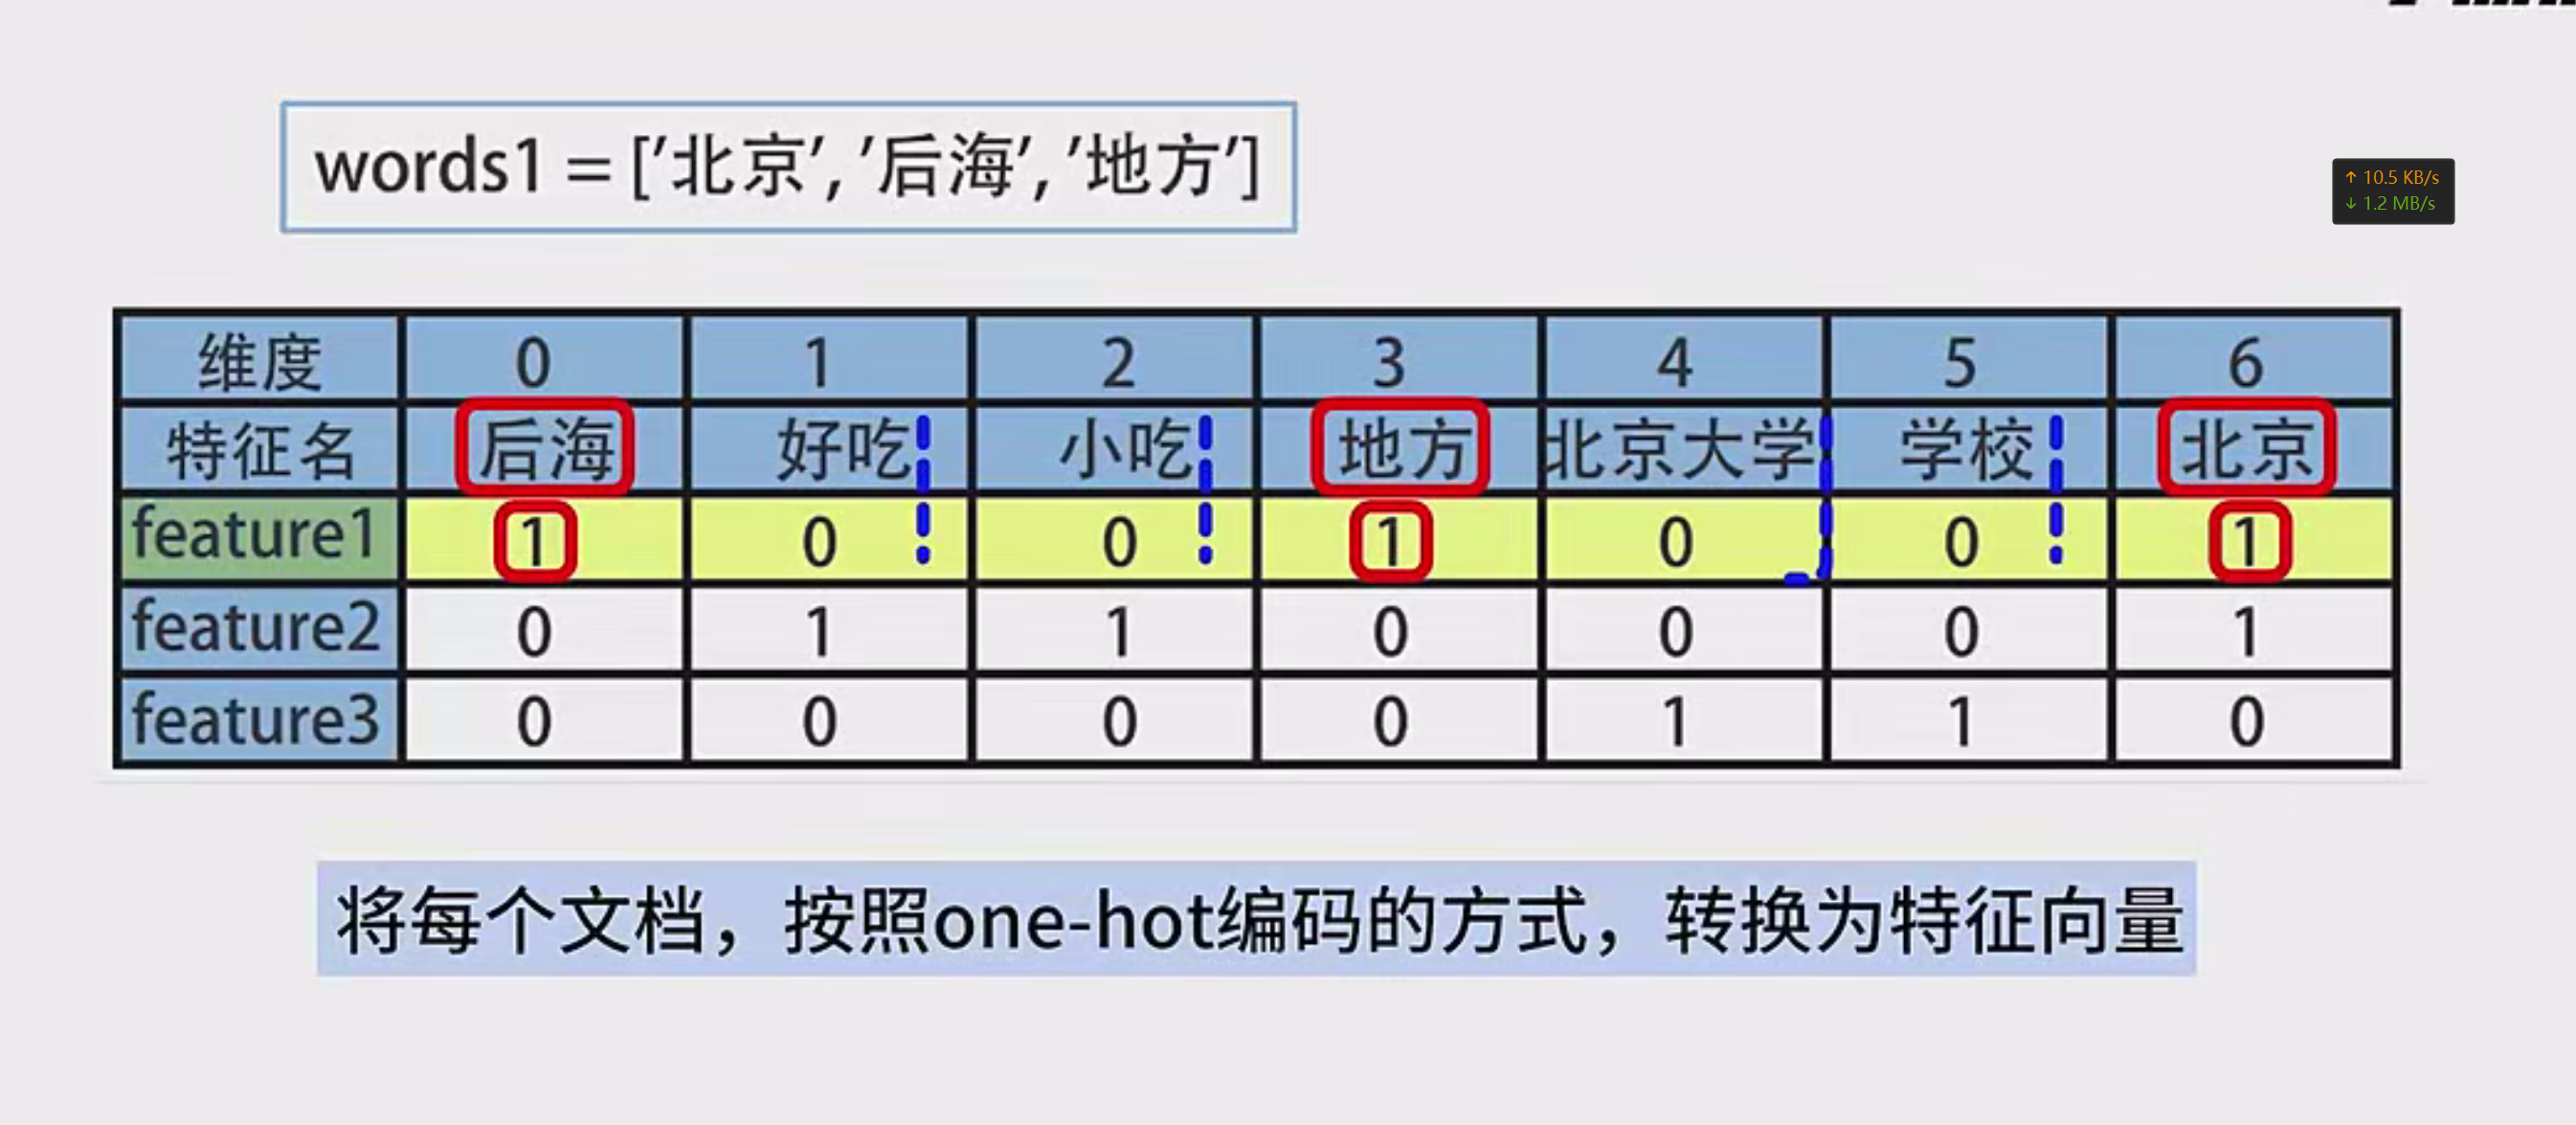 words1 = ['北京', '后海', '地方']
↑ 10.5 KB/s
↓ 1.2 MB/s
维度 0 1 2 3 4 5 6
特征名 后海 好吃 小吃 地方 北京大学 学校 北京
feature1 1 0 0 1 0 0 1
feature2 0 1 1 0 0 0 1
feature3 0 0 0 0 1 1 0
将每个文档，按照one-hot编码的方式，转换为特征向量